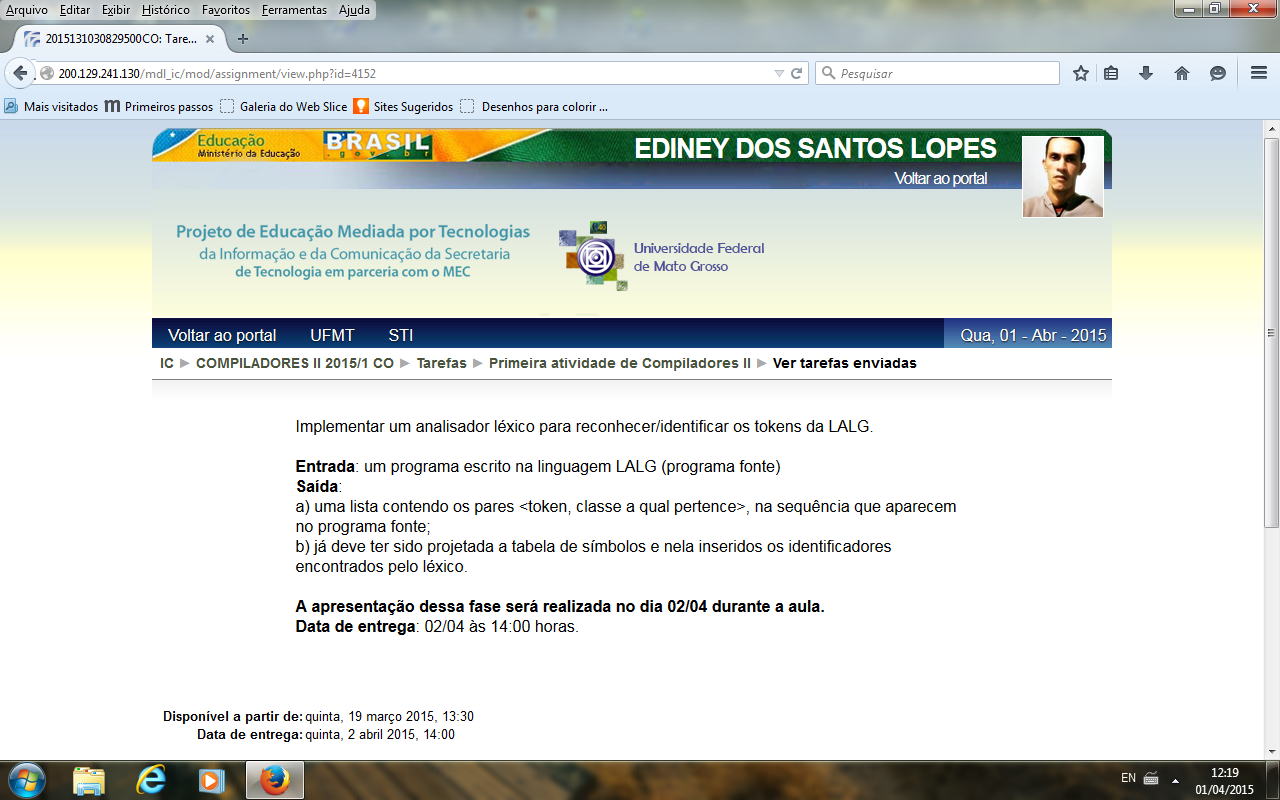 Arquivo Editar Exibir Histórico Favoritos Ferramentas Ajuda
2015131030829500CO: Tare...
200.129.241.130/mdl_ic/mod/assignment/view.php?id=4152
Pesquisar
Mais visitados Primeiros passos Galeria do Web Slice Sites Sugeridos Desenhos para colorir ...
Educação
Ministério da Educação
BRASIL
.gov.br
EDINEY DOS SANTOS LOPES
Voltar ao portal
Projeto de Educação Mediada por Tecnologias
da Informação e da Comunicação da Secretaria
de Tecnologia em parceria com o MEC
Universidade Federal
de Mato Grosso
Voltar ao portal UFMT STI Qua, 01 - Abr - 2015
IC ► COMPILADORES II 2015/1 CO ► Tarefas ► Primeira atividade de Compiladores II ► Ver tarefas enviadas
Implementar um analisador léxico para reconhecer/identificar os tokens da LALG.
Entrada: um programa escrito na linguagem LALG (programa fonte)
Saída:
a) uma lista contendo os pares <token, classe a qual pertence>, na sequência que aparecem
no programa fonte;
b) já deve ter sido projetada a tabela de símbolos e nela inseridos os identificadores
encontrados pelo léxico.
A apresentação dessa fase será realizada no dia 02/04 durante a aula.
Data de entrega: 02/04 às 14:00 horas.
Disponível a partir de: quinta, 19 março 2015, 13:30
Data de entrega: quinta, 2 abril 2015, 14:00
EN
12:19
01/04/2015